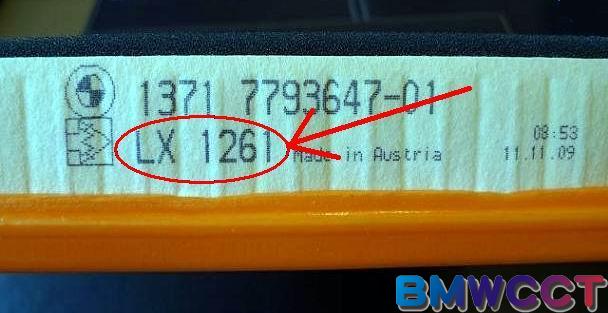 1371 7793647-01
08:53
LX 1261 Made in Austria
11.11.09
BMWCCT